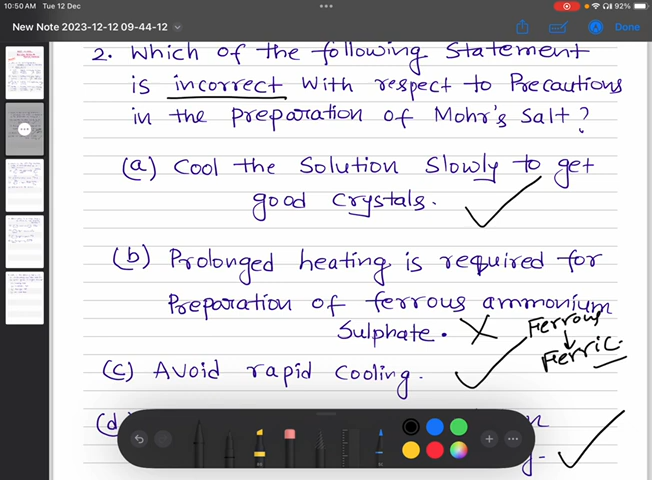 10:50 AM Tue 12 Dec
92%
New Note 2023-12-12 09-44-12
Done
2. Which of the following Statement
is incorrect With respect to Precautions
in the preparation of Mohr's Salt?
(a) Cool the Solution Slowly to get
good Crystals.
(b) Prolonged heating is required for
Preparation of ferrous ammonium
Sulphate.
Ferrous
Ferric
(c) Avoid rapid Cooling.
(d)